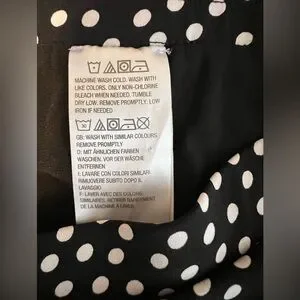 MACHINE WASH COLD. WASH WITH
LIKE COLORS. ONLY NON-CHLORINE
BLEACH WHEN NEEDED. TUMBLE
DRY LOW. REMOVE PROMPTLY. LOW
IRON IF NEEDED.
GB: WASH WITH SIMILAR COLOURS
REMOVE PROMPTLY
D: MIT ÄHNLICHEN FARBEN
WASCHEN. VOR DER WÄSCHE
ENTFERNEN
I: LAVARE CON COLORI SIMILARI.
RIMUOVERE SUBITO DOPO IL
LAVAGGIO
F: LAVER AVEC DES COLORIS
SIMILAIRES. RETIRER RAPIDEMENT
DE LA MACHINE À LINGE